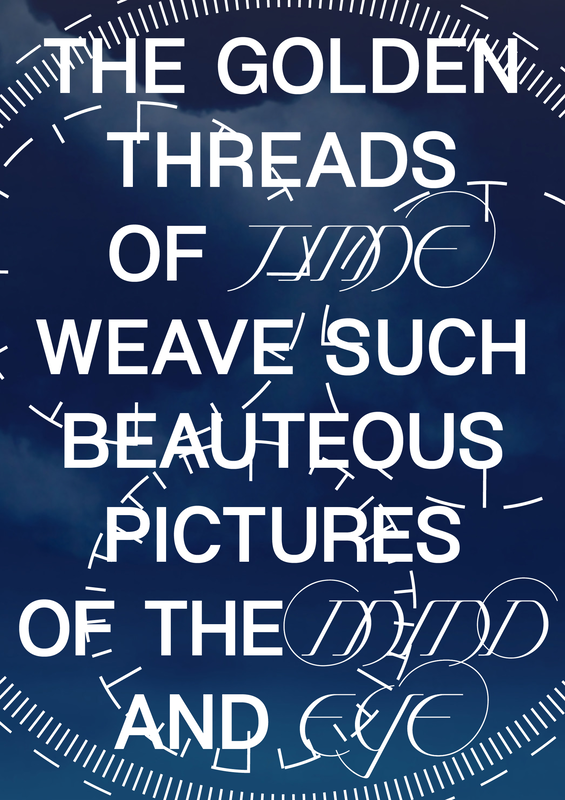 THE GOLDEN
THREADS
OF TIME
WEAVE SUCH
BEAUTEOUS
PICTURES
OF THE MIND
AND EYE